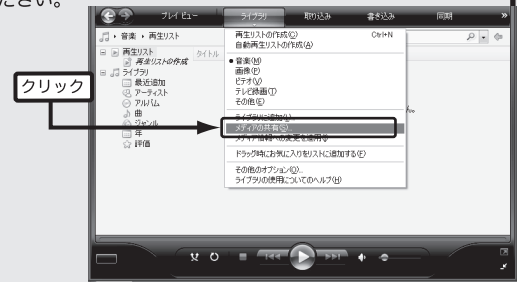 ださい。
プレイ ビュー
ライブラリ
取り込み
書き込み
同期
»
音楽 ▸ 再生リスト
再生リスト
再生リストの作成
ライブラリ
最近追加
アーティスト
アルバム
曲
ジャンル
年
評価
タイトル
再生リストの作成(C) Ctrl+N
自動再生リストの作成(A)
音楽(M)
画像(P)
ビデオ(V)
テレビ録画(T)
その他(E)
ライブラリに追加(L)...
メディアの共有(S)...
ドラッグ時にお気に入りをリストに追加する(F)
その他のオプション(O)...
ライブラリの使用についてのヘルプ(H)
クリック